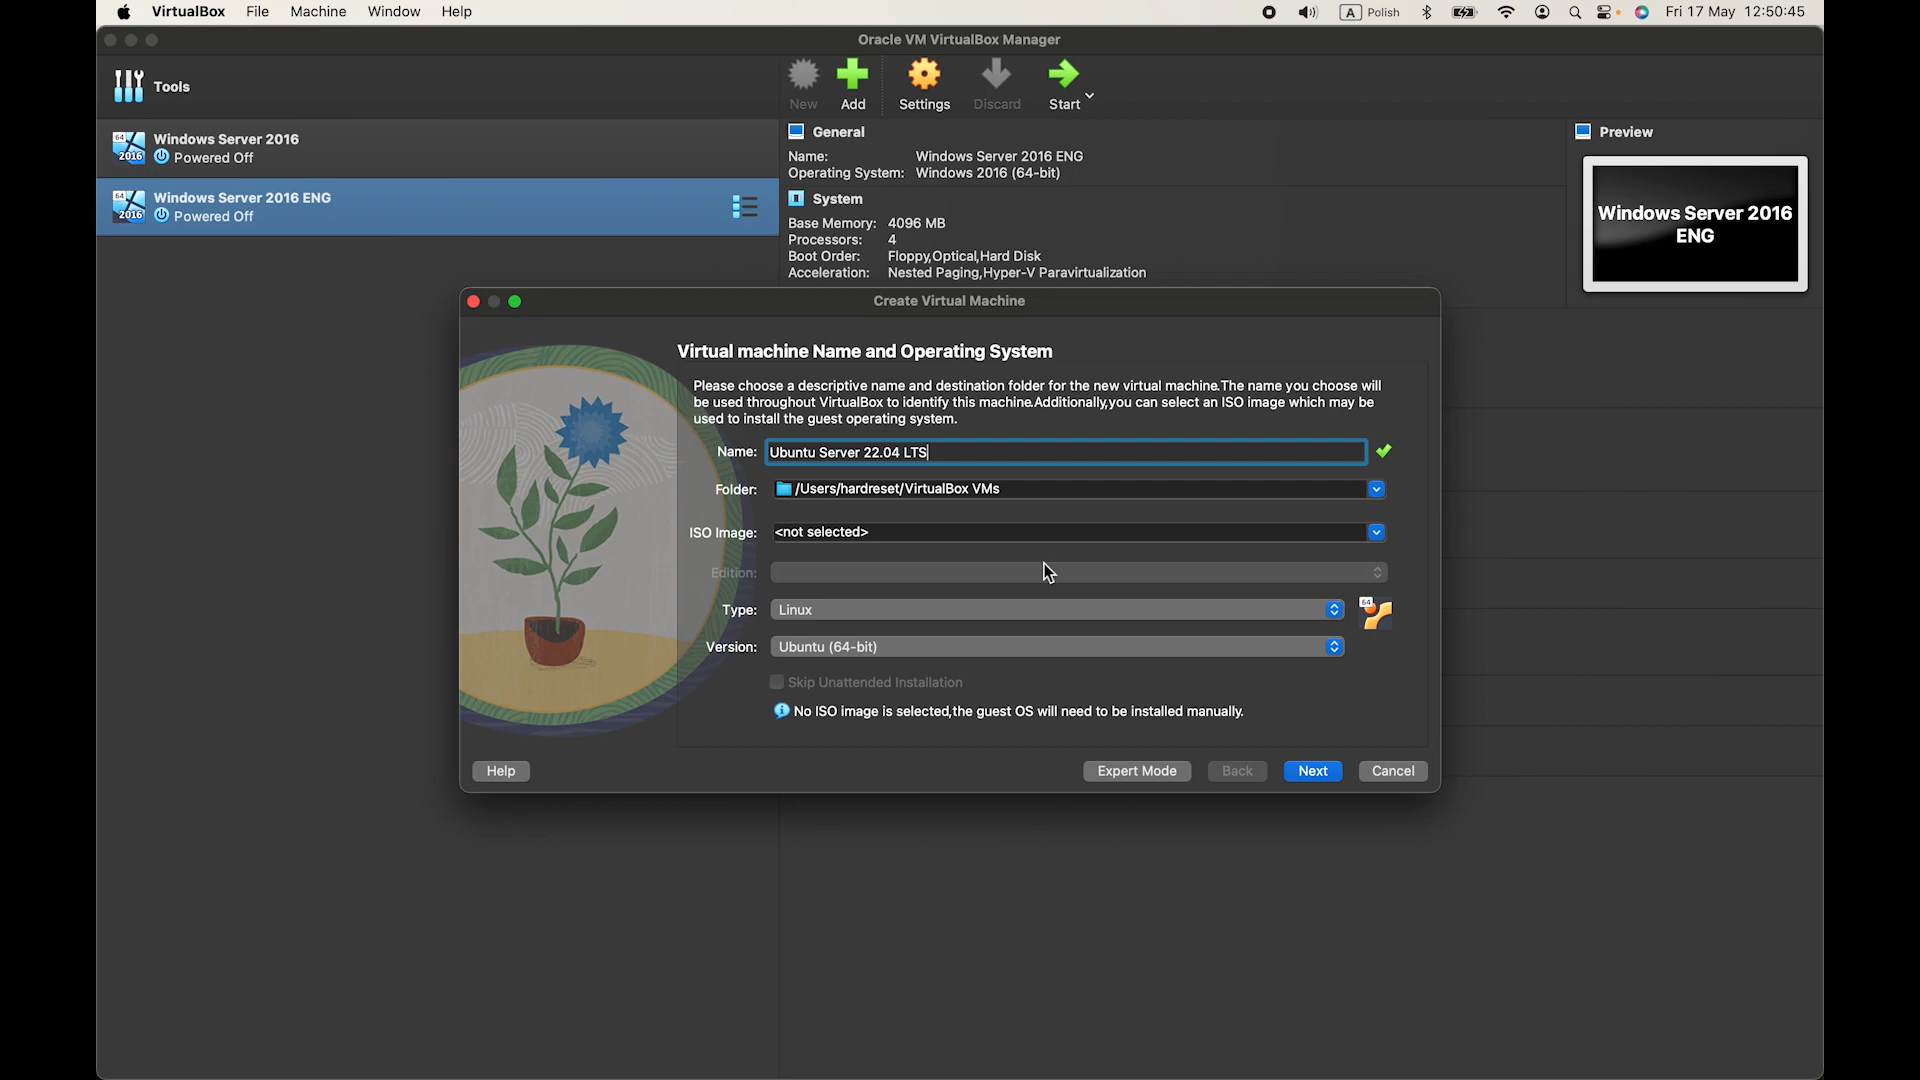 VirtualBox File Machine Window Help
A Polish Fri 17 May 12:50:45
Oracle VM VirtualBox Manager
Tools
New Add Settings Discard Start
64 2016 Windows Server 2016
Powered Off
64 2016 Windows Server 2016 ENG
Powered Off
General
Name: Windows Server 2016 ENG
Operating System: Windows 2016 (64-bit)
System
Base Memory: 4096 MB
Processors: 4
Boot Order: Floppy,Optical,Hard Disk
Acceleration: Nested Paging,Hyper-V Paravirtualization
Preview
Windows Server 2016
ENG
Create Virtual Machine
Virtual machine Name and Operating System
Please choose a descriptive name and destination folder for the new virtual machine.The name you choose will
be used throughout VirtualBox to identify this machine.Additionally,you can select an ISO image which may be
used to install the guest operating system.
Name: Ubuntu Server 22.04 LTS
Folder: /Users/hardreset/VirtualBox VMs
ISO Image: <not selected>
Edition:
Type: Linux
64
Version: Ubuntu (64-bit)
Skip Unattended Installation
No ISO image is selected,the guest OS will need to be installed manually.
Help Expert Mode Back Next Cancel